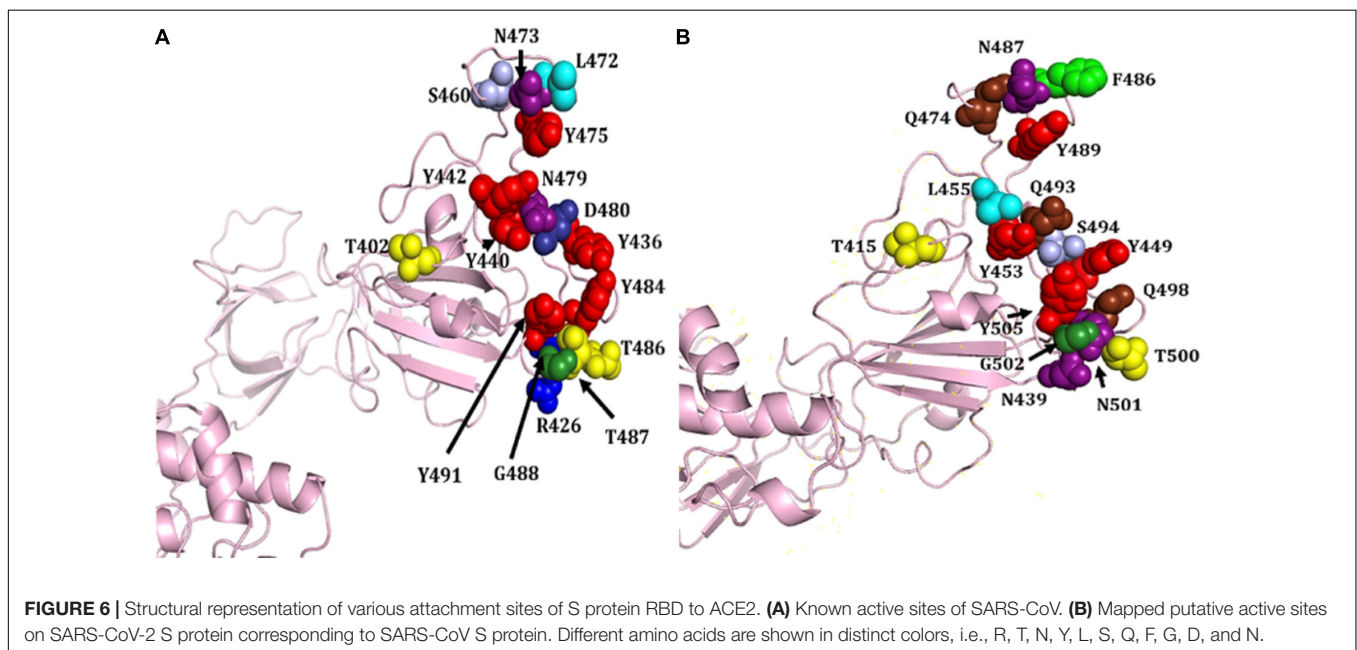 A
N473
L472
S460
Y475
Y442
N479
D480
T402
Y440
Y436
Y484
T486
R426
T487
Y491
G488
B
N487
F486
Q474
Y489
L455
Q493
S494
T415
Y449
Y453
Q498
Y505
G502
T500
N439
N501
FIGURE 6 | Structural representation of various attachment sites of S protein RBD to ACE2. (A) Known active sites of SARS-CoV. (B) Mapped putative active sites
on SARS-CoV-2 S protein corresponding to SARS-CoV S protein. Different amino acids are shown in distinct colors, i.e., R, T, N, Y, L, S, Q, F, G, D, and N.